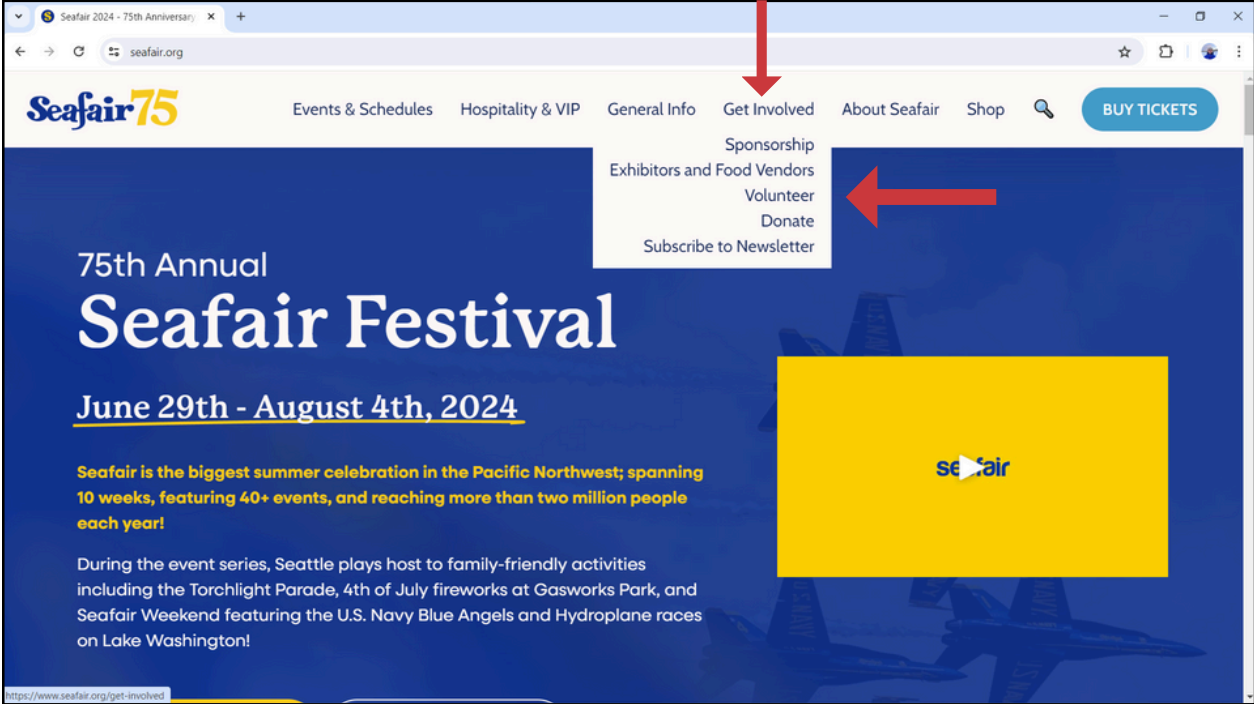 Seafair 2024 - 75th Anniversary
seafair.org
Seafair75
Events & Schedules
Hospitality & VIP
General Info
Get Involved
About Seafair
Shop
BUY TICKETS
Sponsorship
Exhibitors and Food Vendors
Volunteer
Donate
Subscribe to Newsletter
75th Annual
Seafair Festival
June 29th - August 4th, 2024
Seafair is the biggest summer celebration in the Pacific Northwest; spanning
10 weeks, featuring 40+ events, and reaching more than two million people
each year!
During the event series, Seattle plays host to family-friendly activities
including the Torchlight Parade, 4th of July fireworks at Gasworks Park, and
Seafair Weekend featuring the U.S. Navy Blue Angels and Hydroplane races
on Lake Washington!
seafair
U.S.NAVY
https://www.seafair.org/get-involved